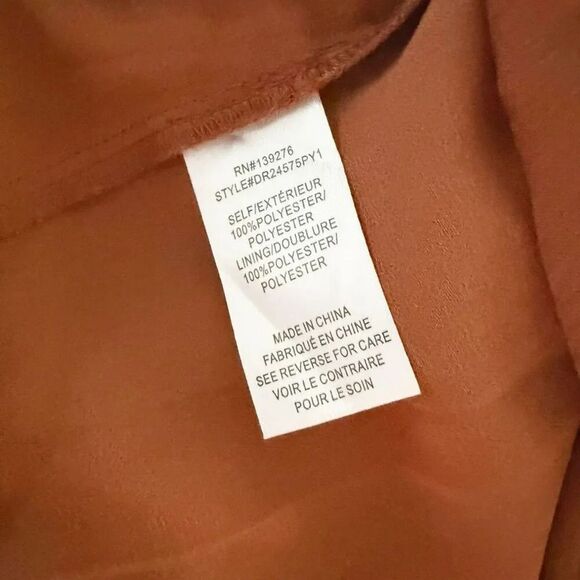 RN#139276
STYLE#DR24575PY1
SELF/EXTÉRIEUR
100%POLYESTER/
POLYESTER
LINING/DOUBLURE
100%POLYESTER/
POLYESTER
MADE IN CHINA
FABRIQUÉ EN CHINE
SEE REVERSE FOR CARE
VOIR LE CONTRAIRE
POUR LE SOIN